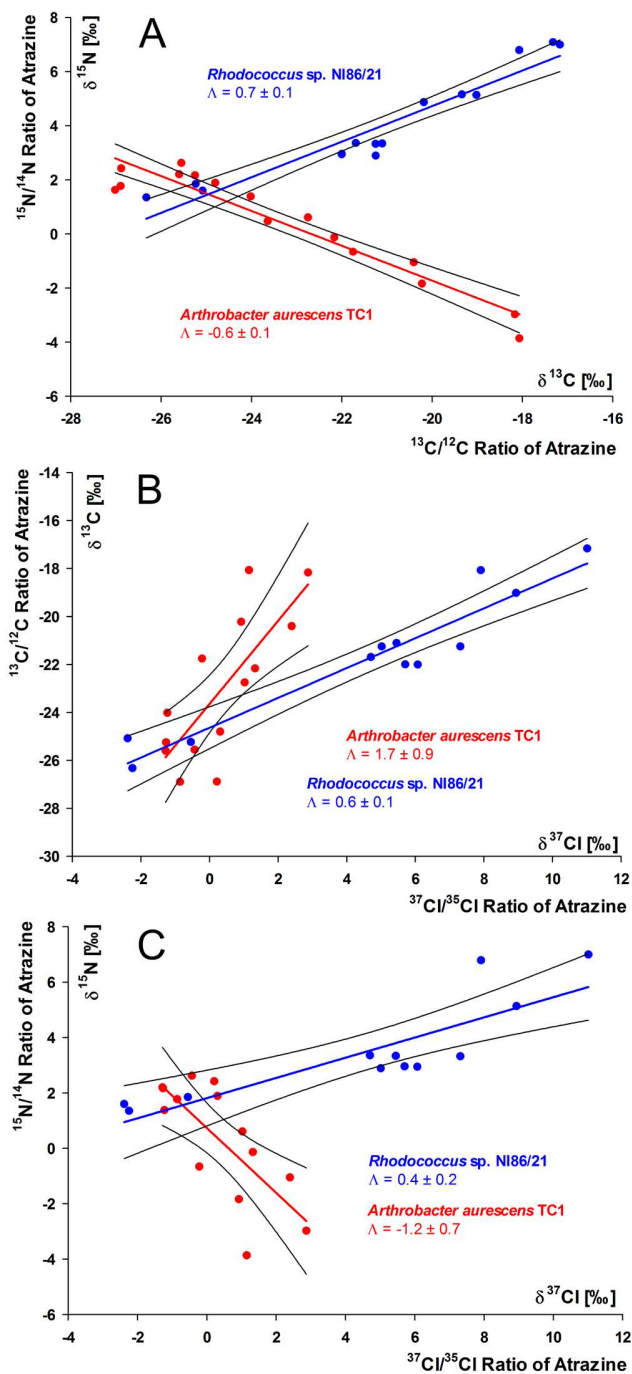 A
δ ¹⁵N [‰]
¹⁵N/¹⁴N Ratio of Atrazine
8
6
4
2
0
-2
-4
-6
Rhodococcus sp. NI86/21
Λ = 0.7 ± 0.1
Arthrobacter aurescens TC1
Λ = -0.6 ± 0.1
δ ¹³C [‰]
-28 -26 -24 -22 -20 -18 -16
¹³C/¹²C Ratio of Atrazine
B
δ ¹³C [‰]
¹³C/¹²C Ratio of Atrazine
-14
-16
-18
-20
-22
-24
-26
-28
-30
Arthrobacter aurescens TC1
Λ = 1.7 ± 0.9
Rhodococcus sp. NI86/21
Λ = 0.6 ± 0.1
δ ³⁷Cl [‰]
-4 -2 0 2 4 6 8 10 12
³⁷Cl/³⁵Cl Ratio of Atrazine
C
δ ¹⁵N [‰]
¹⁵N/¹⁴N Ratio of Atrazine
8
6
4
2
0
-2
-4
-6
Rhodococcus sp. NI86/21
Λ = 0.4 ± 0.2
Arthrobacter aurescens TC1
Λ = -1.2 ± 0.7
δ ³⁷Cl [‰]
-4 -2 0 2 4 6 8 10 12
³⁷Cl/³⁵Cl Ratio of Atrazine